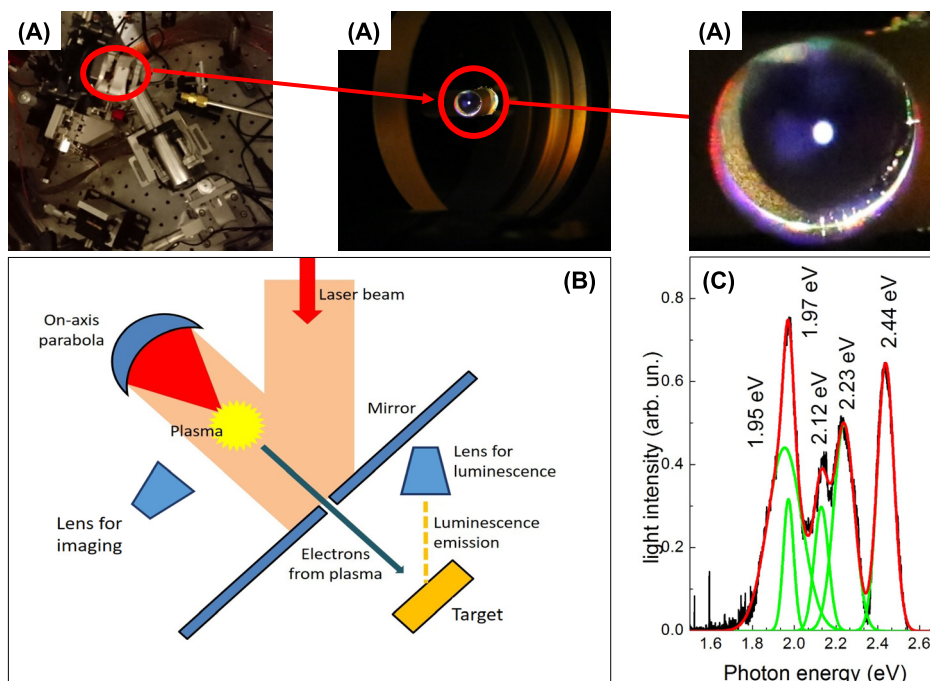 (A)
(A)
(A)
(B)
Laser beam
On-axis
parabola
Mirror
Plasma
Lens for
luminescence
Lens for
imaging
Luminescence
emission
Electrons
from plasma
Target
(C)
1.95 eV
1.97 eV
2.12 eV
2.23 eV
2.44 eV
light intensity (arb. un.)
0.8
0.6
0.4
0.2
0.0
1.6
1.8
2.0
2.2
2.4
2.6
Photon energy (eV)